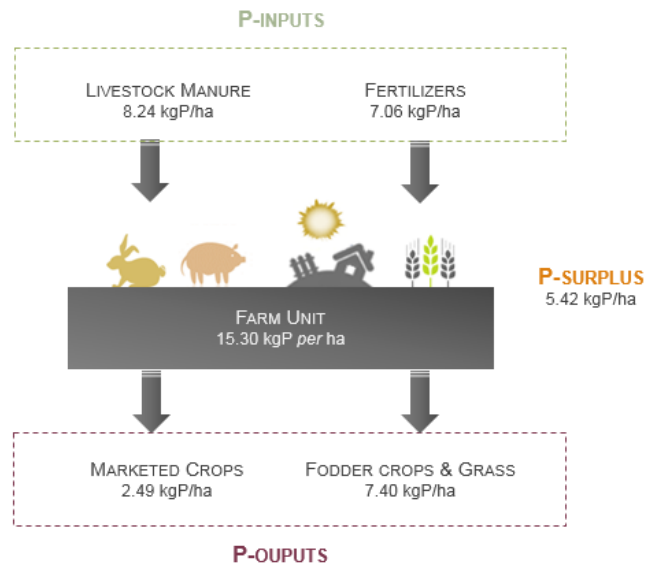 P-INPUTS
LIVESTOCK MANURE
8.24 kgP/ha
FERTILIZERS
7.06 kgP/ha
P-SURPLUS
5.42 kgP/ha
FARM UNIT
15.30 kgP per ha
MARKETED CROPS
2.49 kgP/ha
FODDER CROPS & GRASS
7.40 kgP/ha
P-OUPUTS